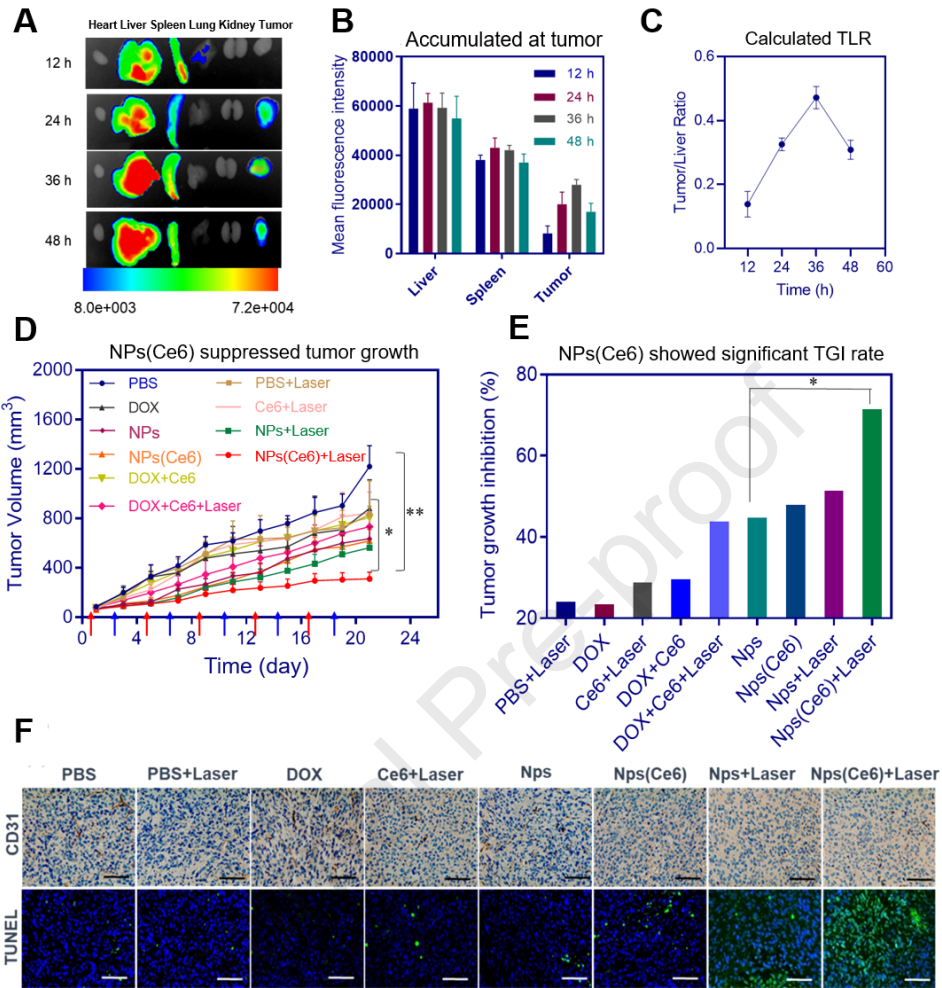 A
Heart Liver Spleen Lung Kidney Tumor
12 h
24 h
36 h
48 h
8.0e+003
7.2e+004
B
Accumulated at tumor
Mean fluorescence intensity
80000
60000
40000
20000
0
12 h
24 h
36 h
48 h
Liver
Spleen
Tumor
C
Calculated TLR
Tumor/Liver Ratio
0.6
0.4
0.2
0.0
12 24 36 48 60
Time (h)
D
NPs(Ce6) suppressed tumor growth
Tumor Volume (mm³)
2000
1600
1200
800
400
0
PBS
DOX
NPs
NPs(Ce6)
DOX+Ce6
DOX+Ce6+Laser
PBS+Laser
Ce6+Laser
NPs+Laser
NPs(Ce6)+Laser
*
**
0 4 8 12 16 20 24
Time (day)
E
NPs(Ce6) showed significant TGI rate
Tumor growth inhibition (%)
80
60
40
20
*
PBS+Laser
DOX
Ce6+Laser
DOX+Ce6
DOX+Ce6+Laser
Nps
Nps(Ce6)
Nps+Laser
Nps(Ce6)+Laser
F
PBS PBS+Laser DOX Ce6+Laser Nps Nps(Ce6) Nps+Laser Nps(Ce6)+Laser
CD31
TUNEL
Pre-proof